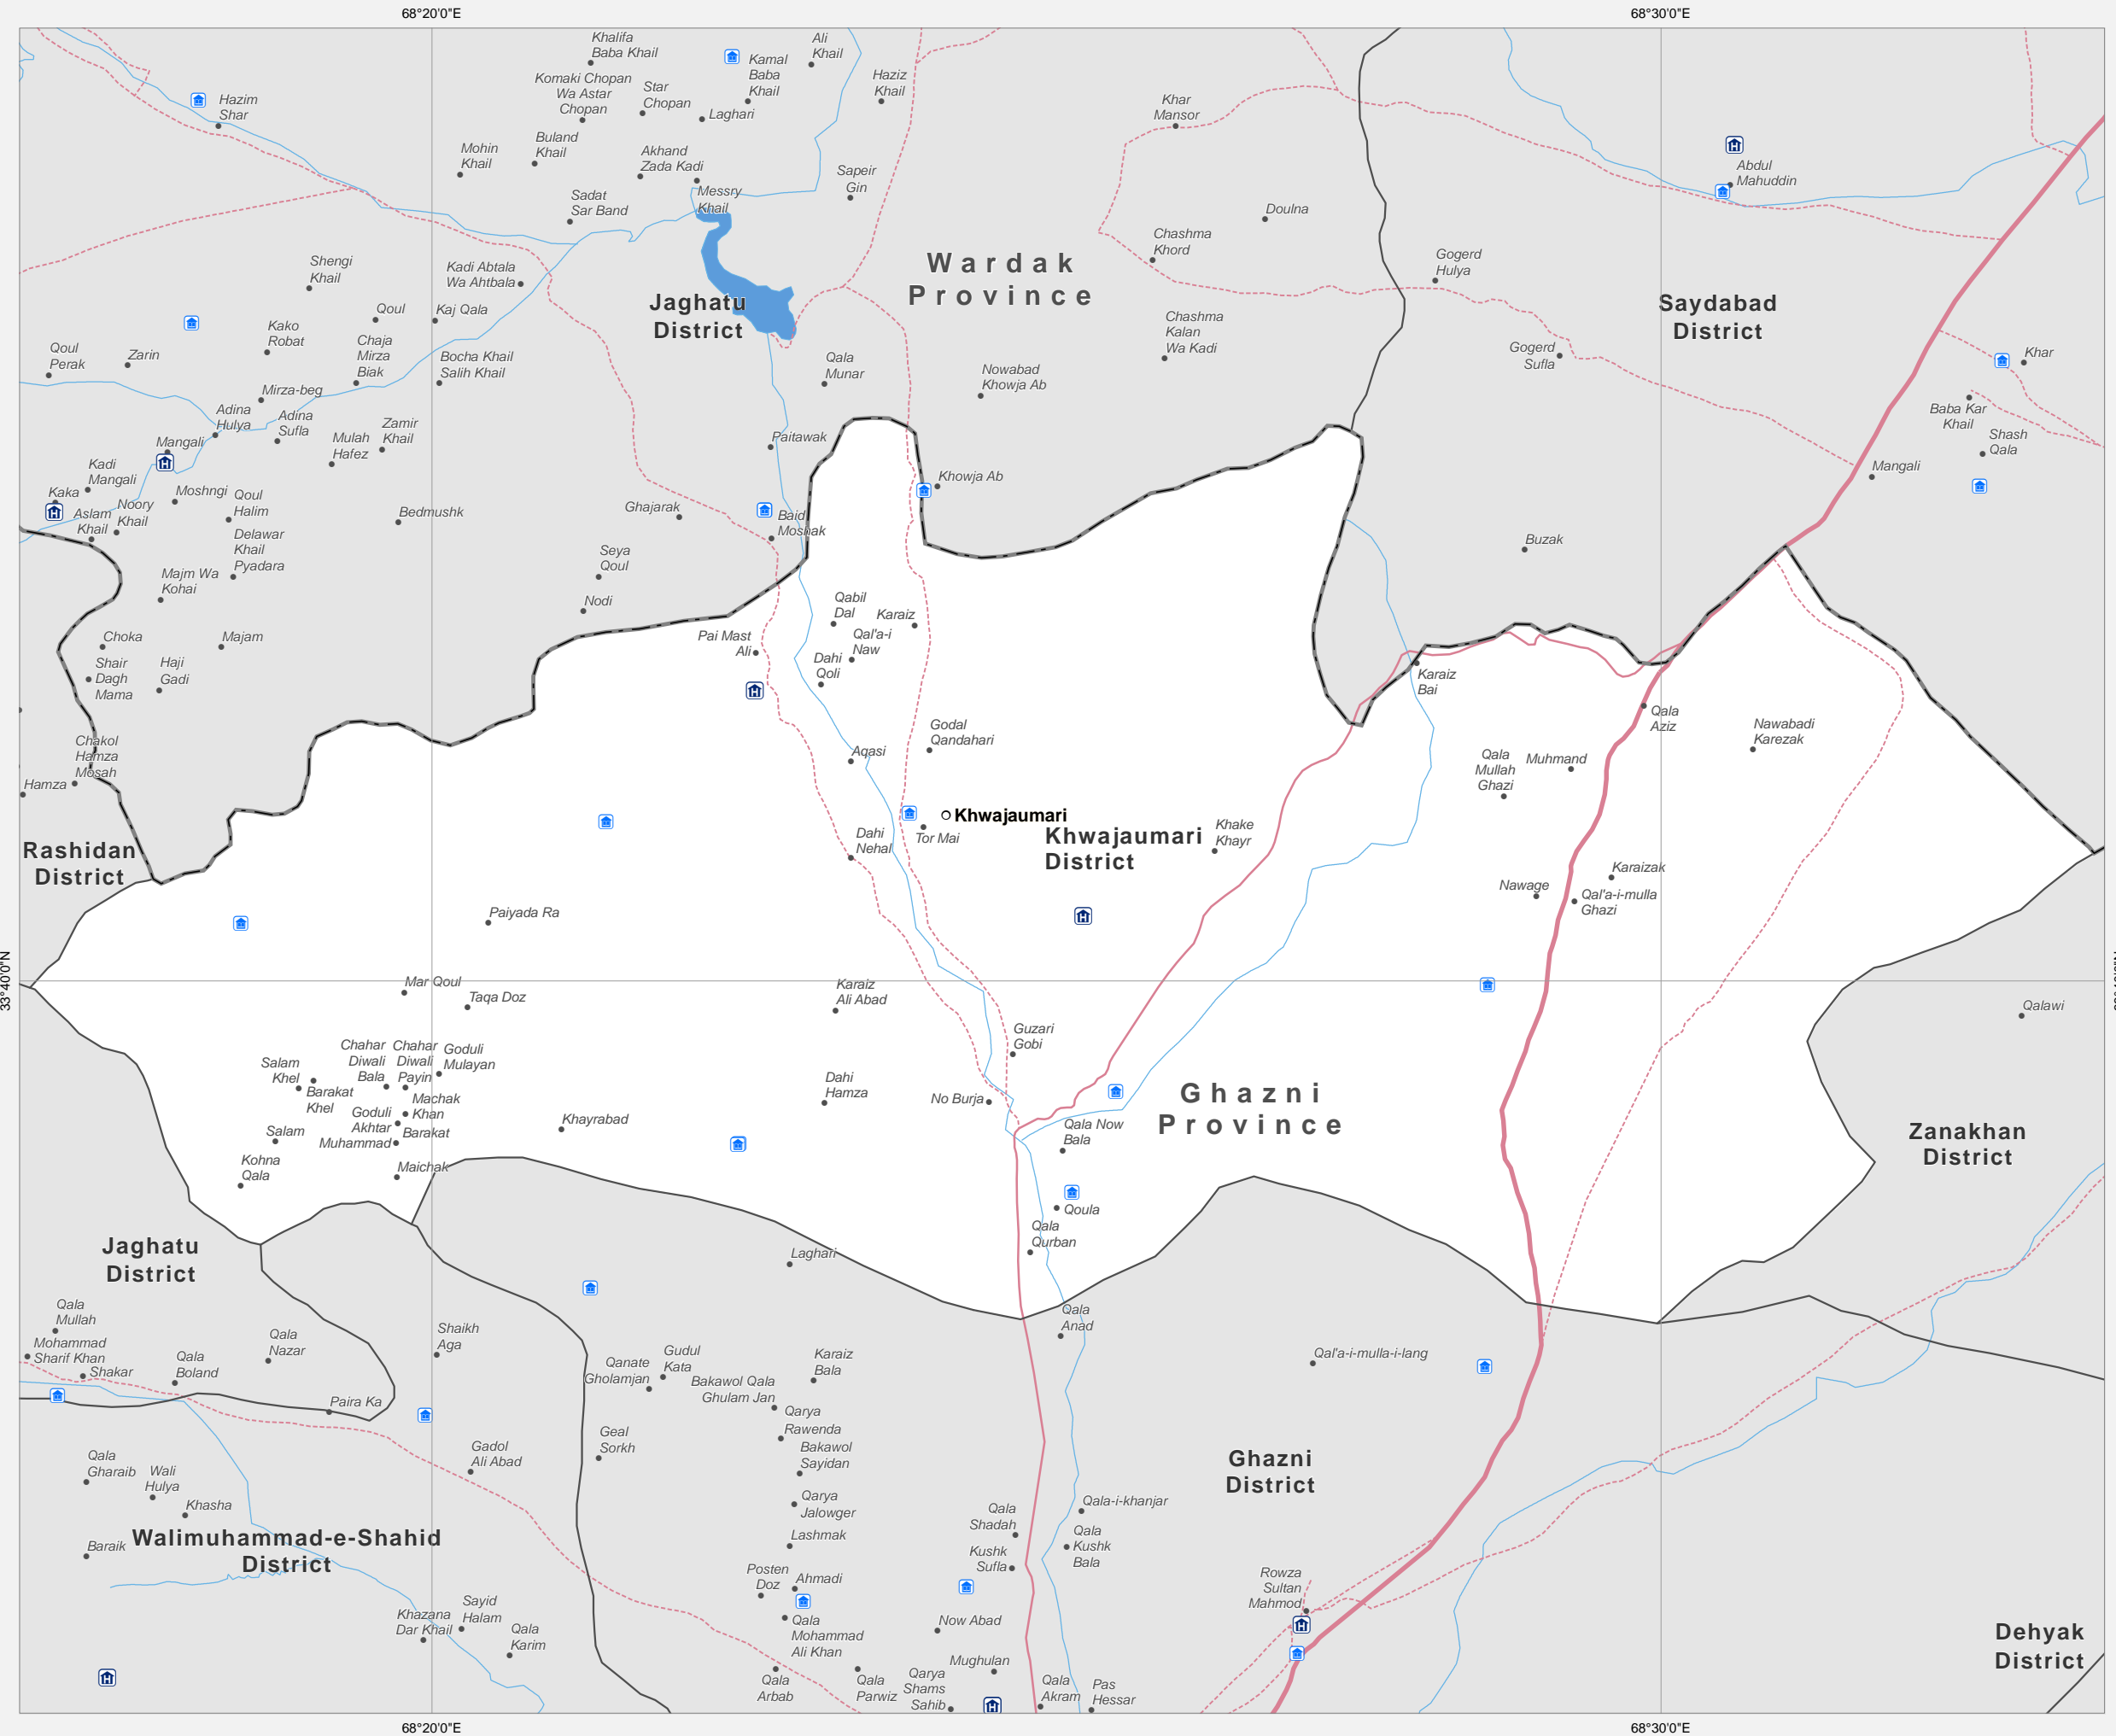 68°20'0"E
68°30'0"E
Khalifa
Baba Khail
Ali
Khail
Kamal
Baba
Khail
Haziz
Khail
Komaki Chopan
Wa Astar
Chopan
Star
Chopan
Laghari
Hazim
Shar
Khar
Mansor
Buland
Khail
Mohin
Khail
Akhand
Zada Kadi
Sapeir
Gin
Abdul
Mahuddin
Messry
Khail
Sadat
Sar Band
Doulna
Chashma
Khord
Wardak
Province
Gogerd
Hulya
Shengi
Khail
Kadi Abtala
Wa Ahtbala
Jaghatu
District
Saydabad
District
Qoul
Kaj Qala
Kako
Robat
Chashma
Kalan
Wa Kadi
Gogerd
Sufla
Khar
Qoul
Perak
Zarin
Chaja
Mirza
Biak
Bocha Khail
Salih Khail
Qala
Munar
Nowabad
Khowja Ab
Mirza-beg
Baba Kar
Khail
Adina
Hulya
Adina
Sufla
Zamir
Khail
Mulah
Hafez
Paitawak
Shash
Qala
Mangali
Mangali
Kadi
Mangali
Khowja Ab
Kaka
Moshngi
Qoul
Halim
Noory
Khail
Aslam
Khail
Bedmushk
Ghajarak
Baid
Moshak
Delawar
Khail
Pyadara
Seya
Qoul
Buzak
Majm Wa
Kohai
Nodi
Qabil
Dal
Karaiz
Choka
Majam
Pai Mast
Ali
Qal'a-i
Naw
Dahi
Qoli
Shair
Dagh
Mama
Haji
Gadi
Karaiz
Bai
Qala
Aziz
Nawabadi
Karezak
Godal
Qandahari
Chakol
Hamza
Mosah
Aqasi
Qala
Mullah
Ghazi
Muhmand
Hamza
Khwajaumari
Tor Mai
Khwajaumari
District
Khake
Khayr
Dahi
Nehal
Rashidan
District
Karaizak
Nawage
Qal'a-i-mulla
Ghazi
Paiyada Ra
33°40'0"N
Mar Qoul
Taqa Doz
Karaiz
Ali Abad
Qalawi
Guzari
Gobi
Chahar
Diwali
Bala
Chahar
Diwali
Payin
Goduli
Mulayan
Salam
Khel
Barakat
Khel
Machak
Khan
Dahi
Hamza
No Burja
Ghazni
Province
Goduli
Akhtar
Muhammad
Barakat
Salam
Khayrabad
Qala Now
Bala
Zanakhan
District
Kohna
Qala
Maichak
Qoula
Qala
Qurban
Jaghatu
District
Laghari
Qala
Mullah
Qala
Anad
Mohammad
Sharif Khan
Shakar
Qala
Boland
Qala
Nazar
Shaikh
Aga
Qanate
Gholamjan
Gudul
Kata
Karaiz
Bala
Qal'a-i-mulla-i-lang
Bakawol Qala
Ghulam Jan
Paira Ka
Qarya
Rawenda
Geal
Sorkh
Gadol
Ali Abad
Bakawol
Sayidan
Ghazni
District
Qala
Gharaib
Wali
Hulya
Khasha
Qarya
Jalowger
Qala-i-khanjar
Qala
Shadah
Walimuhammad-e-Shahid
District
Baraik
Lashmak
Qala
Kushk
Bala
Kushk
Sufla
Posten
Doz
Ahmadi
Rowza
Sultan
Mahmod
Khazana
Dar Khail
Sayid
Halam
Qala
Karim
Qala
Mohammad
Ali Khan
Now Abad
Dehyak
District
Mughulan
Qala
Arbab
Qala
Parwiz
Qarya
Shams
Sahib
Qala
Akram
Pas
Hessar
68°20'0"E
68°30'0"E